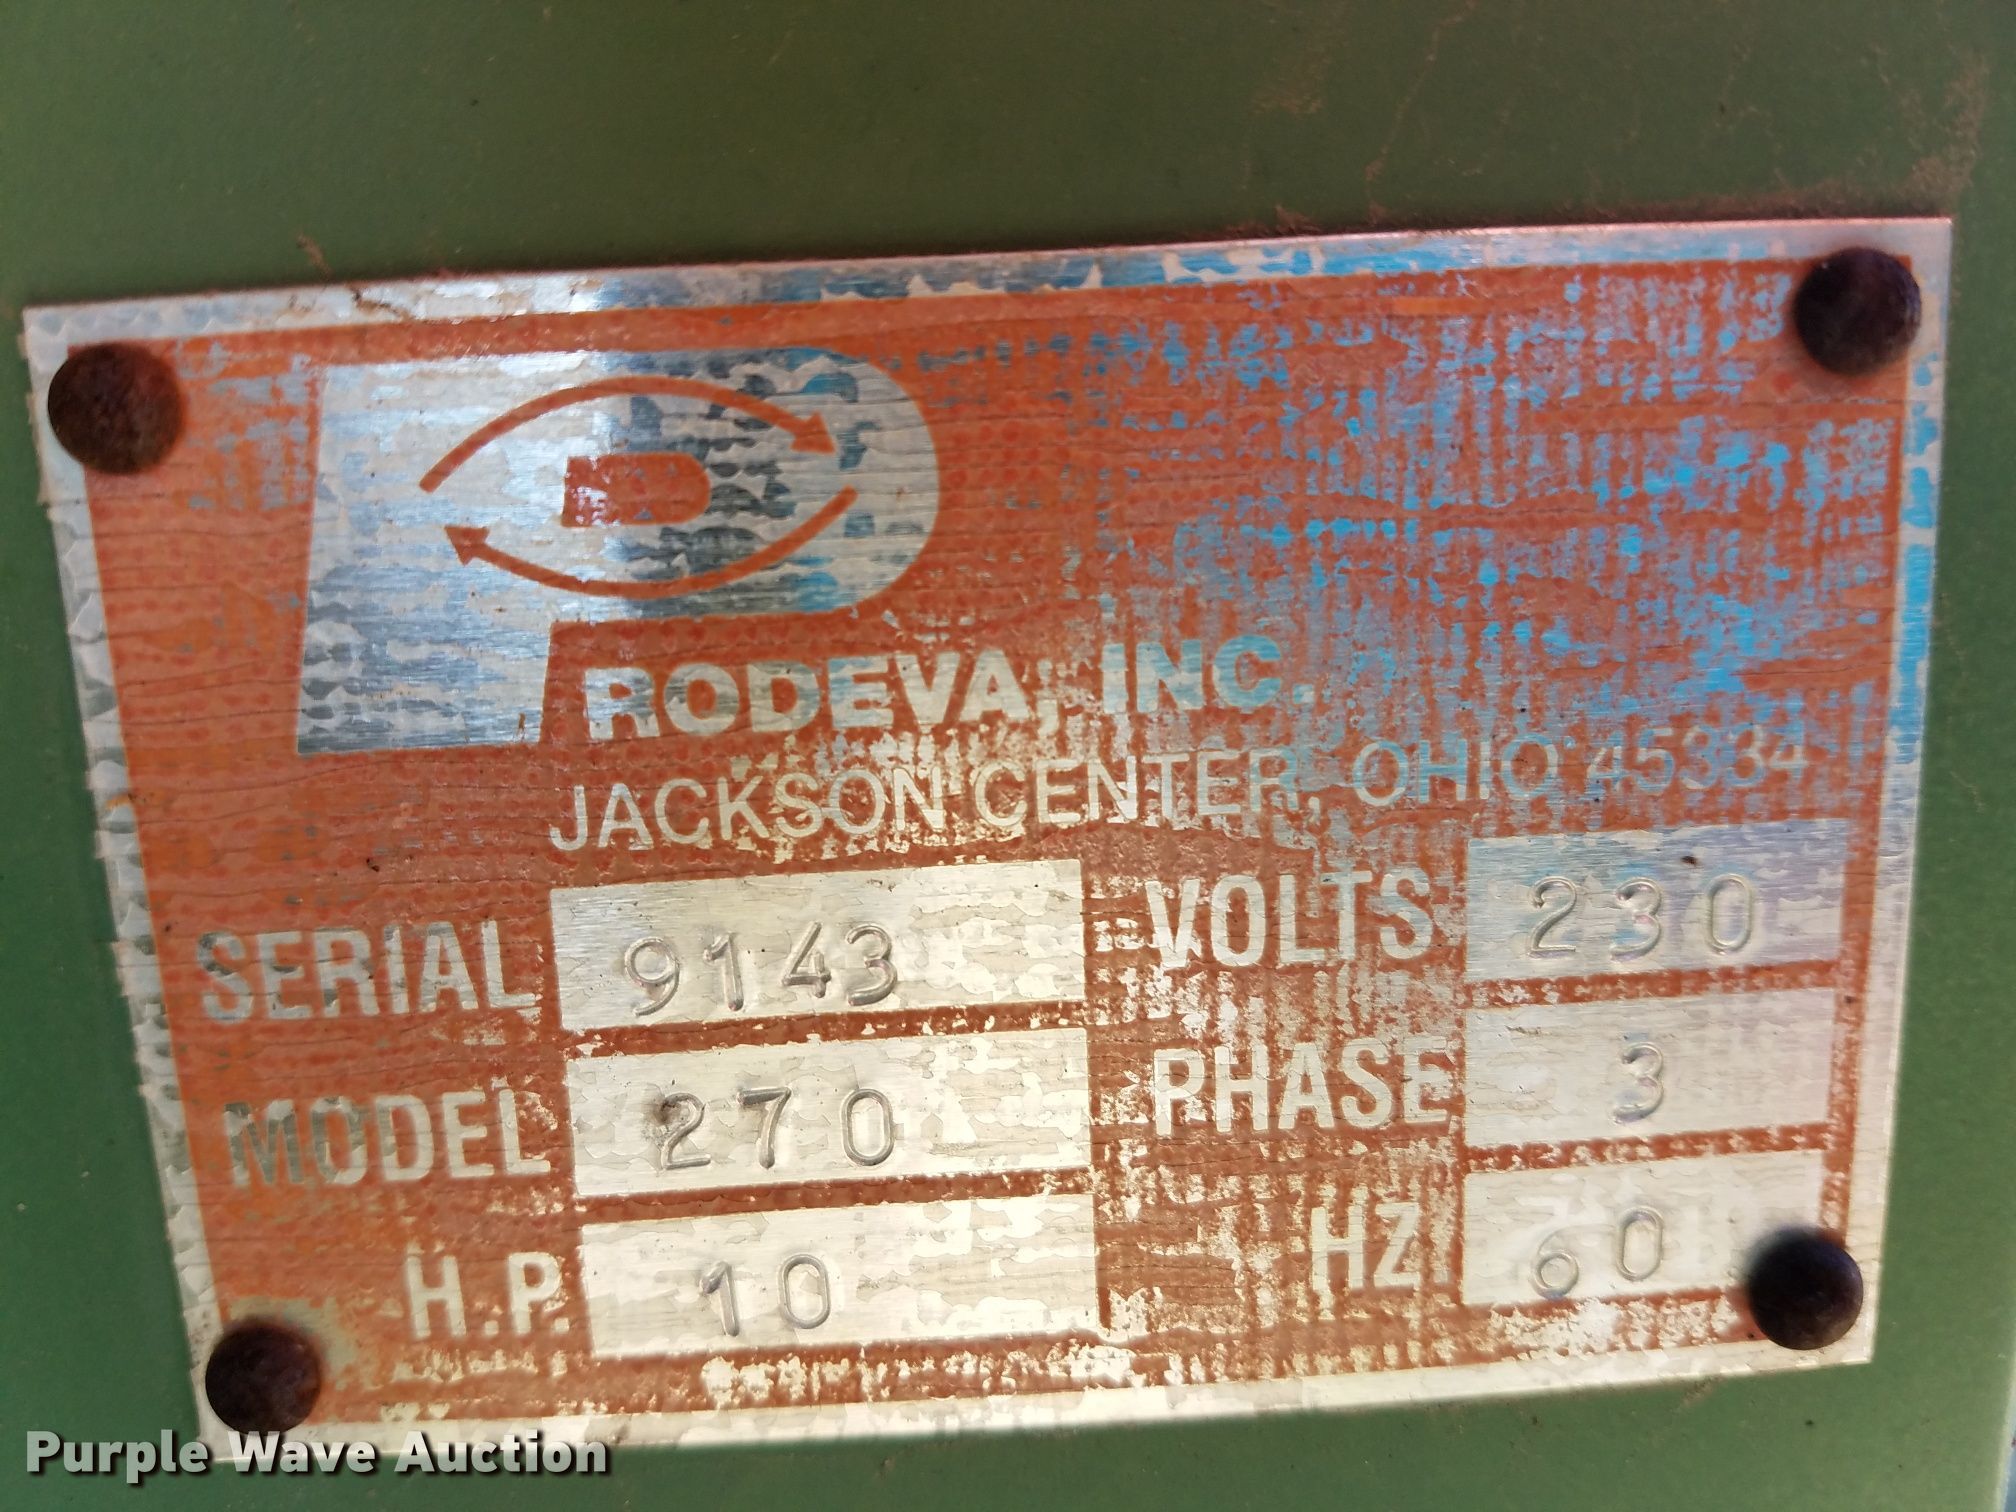 PRODEVA, INC.
JACKSON CENTER, OHIO 45334
SERIAL 9143 VOLTS 230
MODEL 270 PHASE 3
H.P. 10 HZ 60
Purple Wave Auction